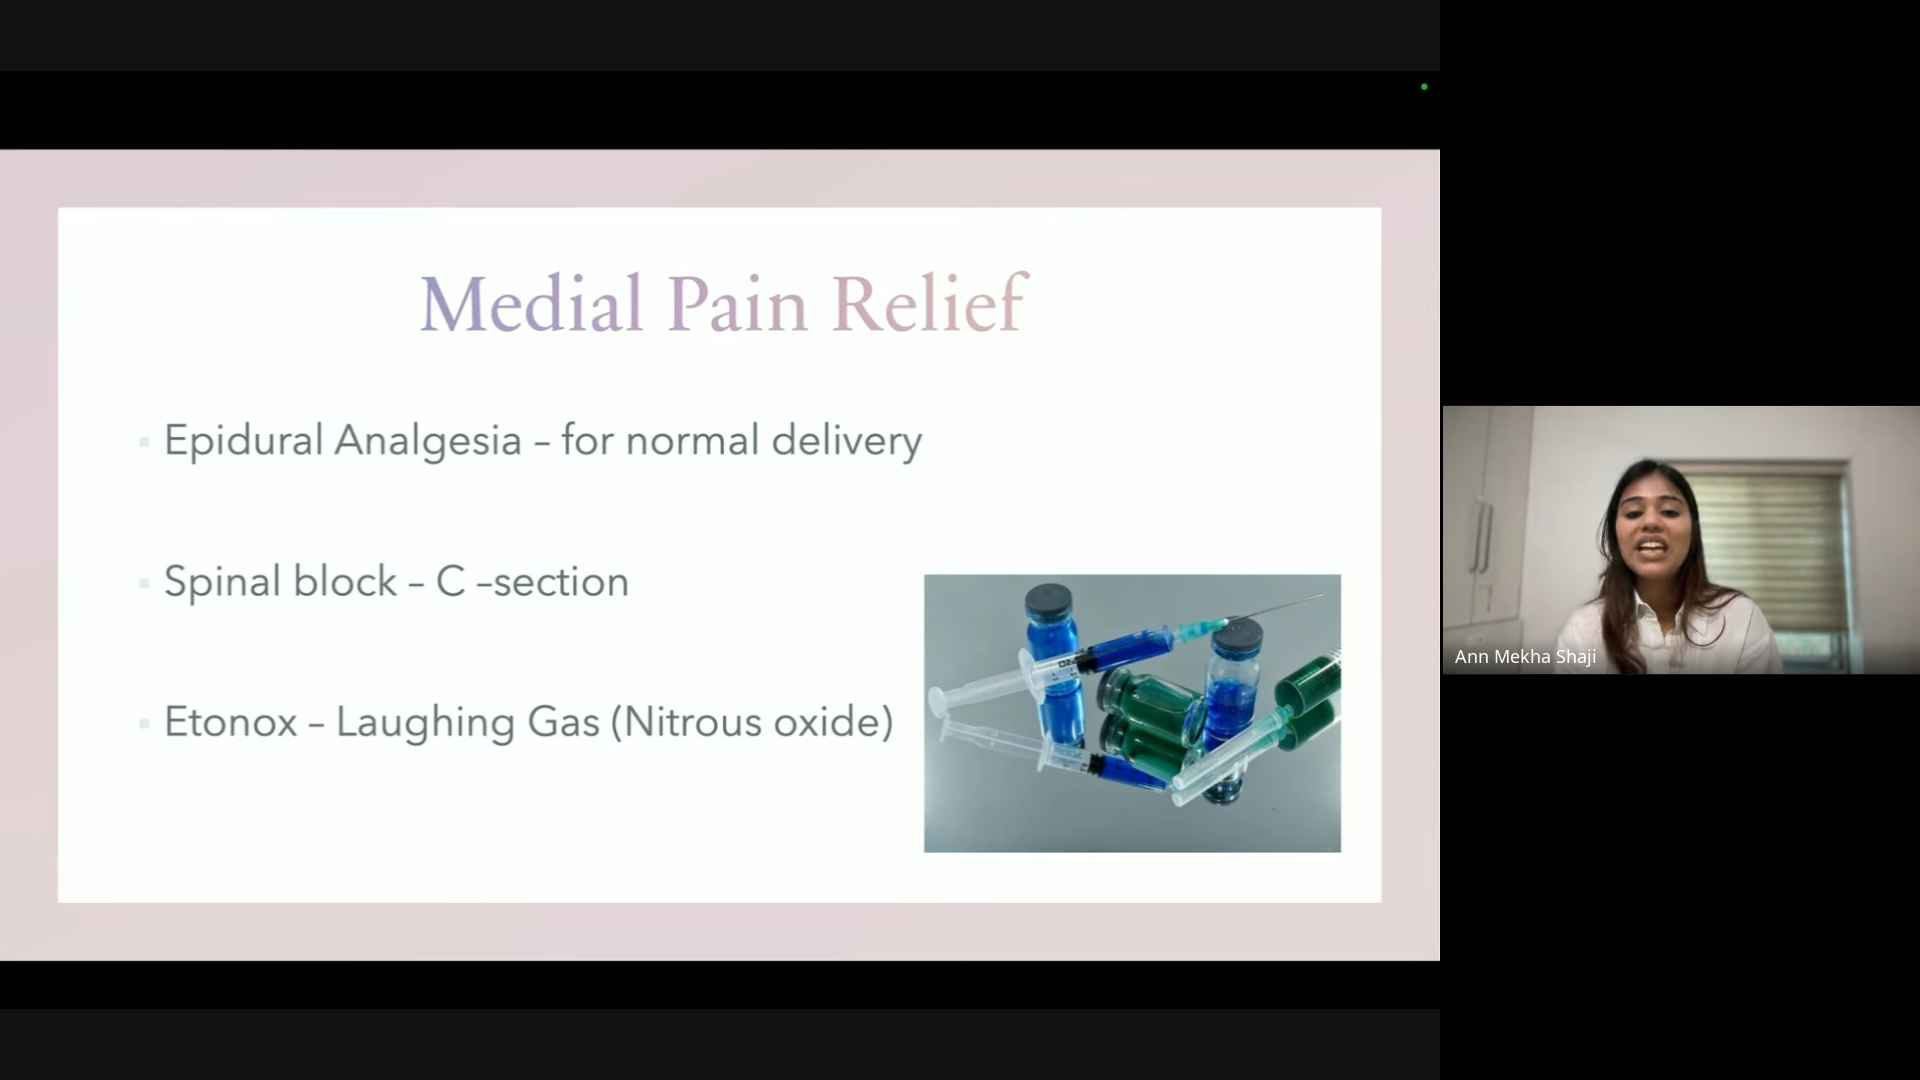 Medial Pain Relief
Epidural Analgesia – for normal delivery
Spinal block – C –section
Etonox – Laughing Gas (Nitrous oxide)
Ann Mekha Shaji